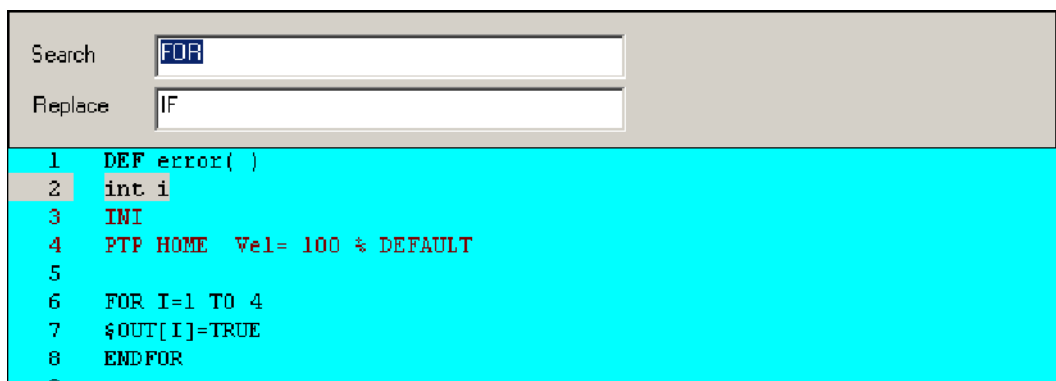 Search FOR
Replace IF
1 DEF error( )
2 int i
3 INI
4 PTP HOME  Vel= 100 % DEFAULT
5
6 FOR I=1 TO 4
7 $OUT[I]=TRUE
8 ENDFOR